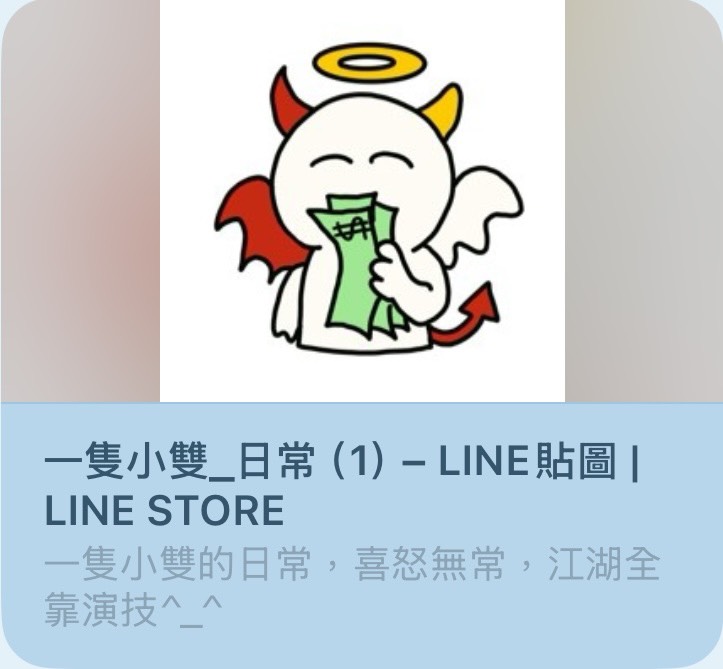 $
一隻小雙_日常（1）– LINE貼圖 |
LINE STORE
一隻小雙的日常，喜怒無常，江湖全
靠演技^_^